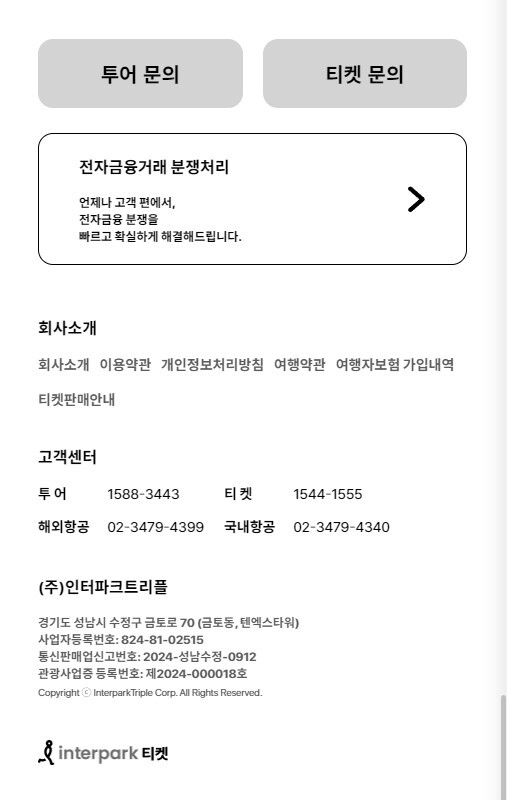 투어 문의 티켓 문의
전자금융거래 분쟁처리
언제나 고객 편에서,
전자금융 분쟁을
빠르고 확실하게 해결해드립니다.
회사소개
회사소개 이용약관 개인정보처리방침 여행약관 여행자보험 가입내역
티켓판매안내
고객센터
투 어 1588-3443 티 켓 1544-1555
해외항공 02-3479-4399 국내항공 02-3479-4340
(주)인터파크트리플
경기도 성남시 수정구 금토로 70 (금토동, 텐엑스타워)
사업자등록번호: 824-81-02515
통신판매업신고번호: 2024-성남수정-0912
관광사업증 등록번호: 제2024-000018호
Copyright ⓒ InterparkTriple Corp. All Rights Reserved.
interpark 티켓